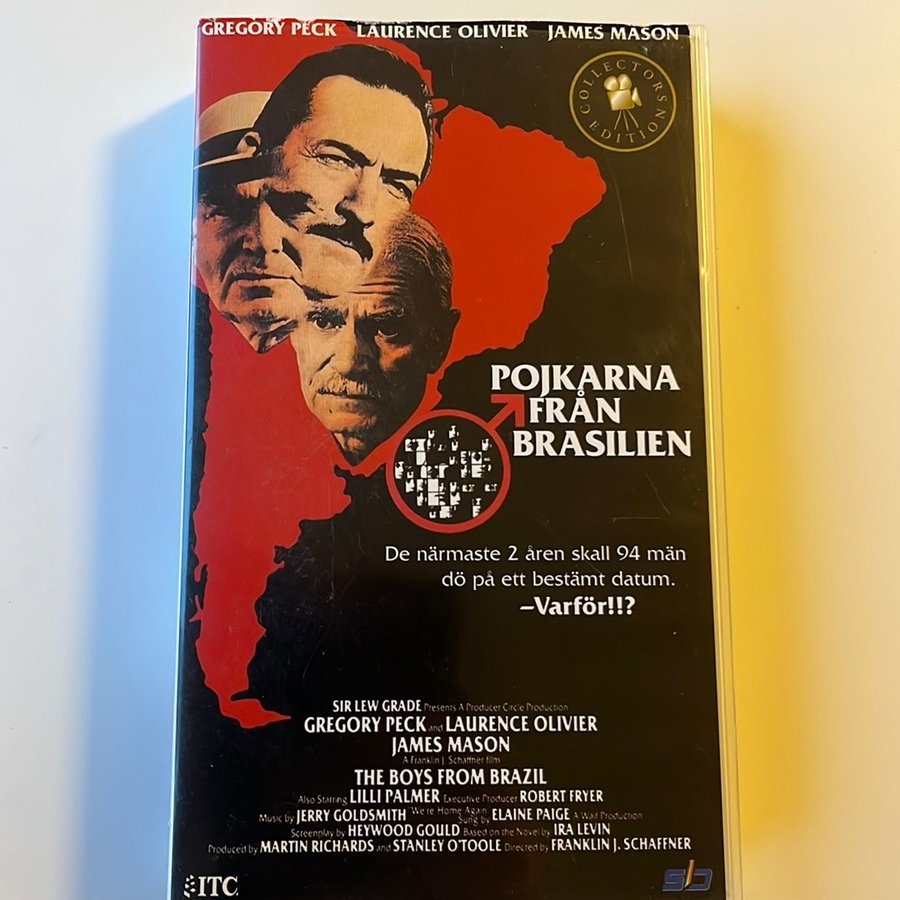 GREGORY PECK LAURENCE OLIVIER JAMES MASON
COLLECTORS EDITION
POJKARNA
FRÅN
BRASILIEN
De närmaste 2 åren skall 94 män
dö på ett bestämt datum.
–Varför!!?
SIR LEW GRADE Presents A Producer Circle Production
GREGORY PECK and LAURENCE OLIVIER
JAMES MASON
A Franklin J. Schaffner film
THE BOYS FROM BRAZIL
Also Starring LILLI PALMER Executive Producer ROBERT FRYER
Music by JERRY GOLDSMITH "We're Home Again" Sung by ELAINE PAIGE A Wait Production
Screenplay by HEYWOOD GOULD Based on the Novel by IRA LEVIN
Produced by MARTIN RICHARDS and STANLEY O'TOOLE Directed by FRANKLIN J. SCHAFFNER
ITC